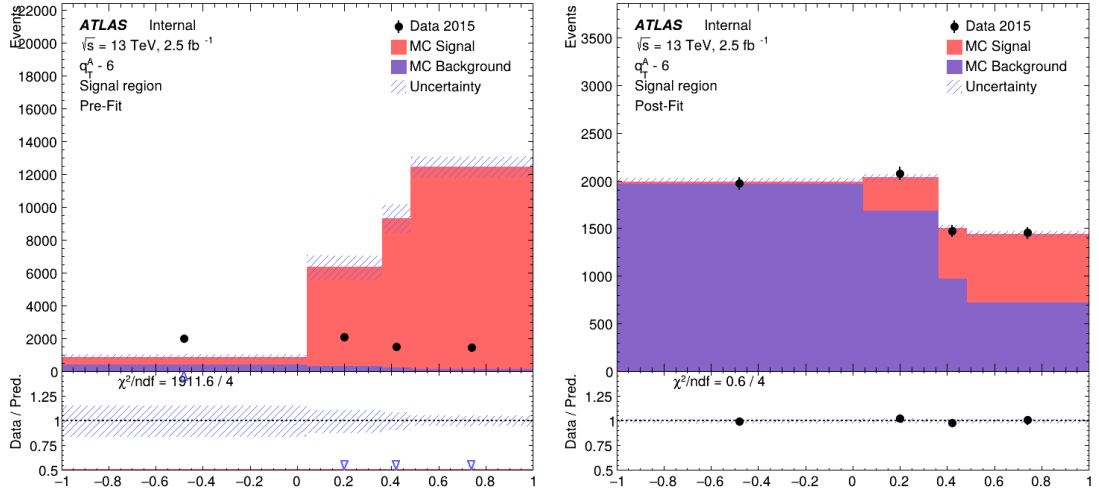 Events
22000
20000
18000
16000
14000
12000
10000
8000
6000
4000
2000
0
ATLAS Internal
√s = 13 TeV, 2.5 fb⁻¹
q_T^A - 6
Signal region
Pre-Fit
Data 2015
MC Signal
MC Background
Uncertainty
Data / Pred.
1.25
1
0.75
0.5
χ²/ndf = 1911.6 / 4
−1 −0.8 −0.6 −0.4 −0.2 0 0.2 0.4 0.6 0.8 1
Events
3500
3000
2500
2000
1500
1000
500
0
ATLAS Internal
√s = 13 TeV, 2.5 fb⁻¹
q_T^A - 6
Signal region
Post-Fit
Data 2015
MC Signal
MC Background
Uncertainty
Data / Pred.
1.25
1
0.75
0.5
χ²/ndf = 0.6 / 4
−1 −0.8 −0.6 −0.4 −0.2 0 0.2 0.4 0.6 0.8 1